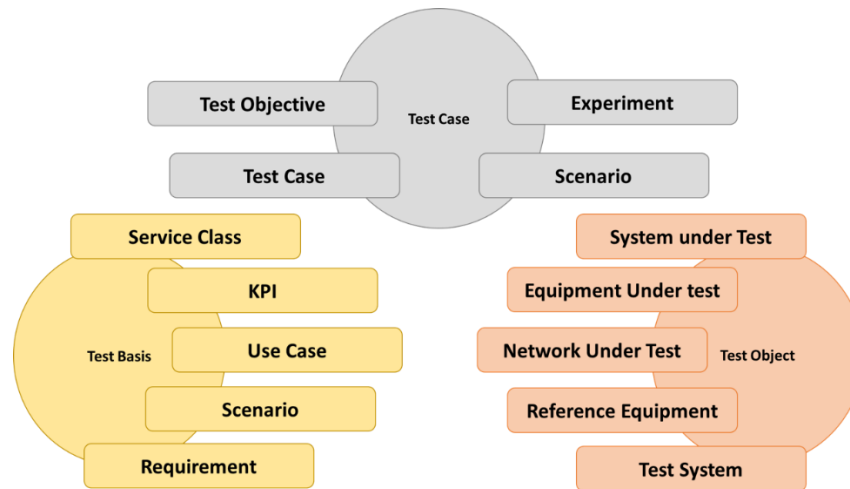 Test Objective
Experiment
Test Case
Test Case
Scenario
Service Class
KPI
Test Basis
Use Case
Scenario
Requirement
System under Test
Equipment Under test
Network Under Test
Test Object
Reference Equipment
Test System